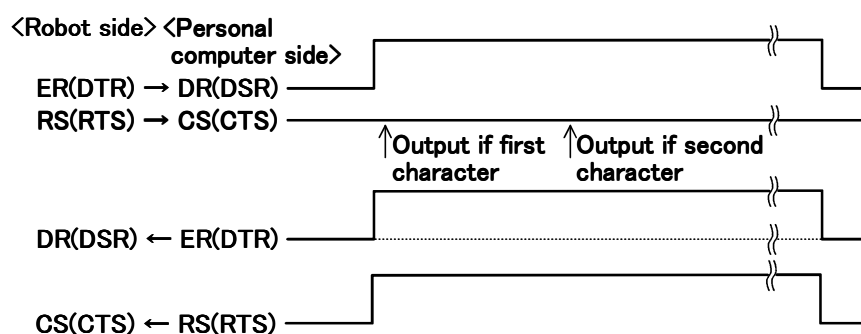 <Robot side> <Personal
computer side>
ER(DTR) → DR(DSR)
RS(RTS) → CS(CTS)
↑Output if first ↑Output if second
character character
DR(DSR) ← ER(DTR)
CS(CTS) ← RS(RTS)